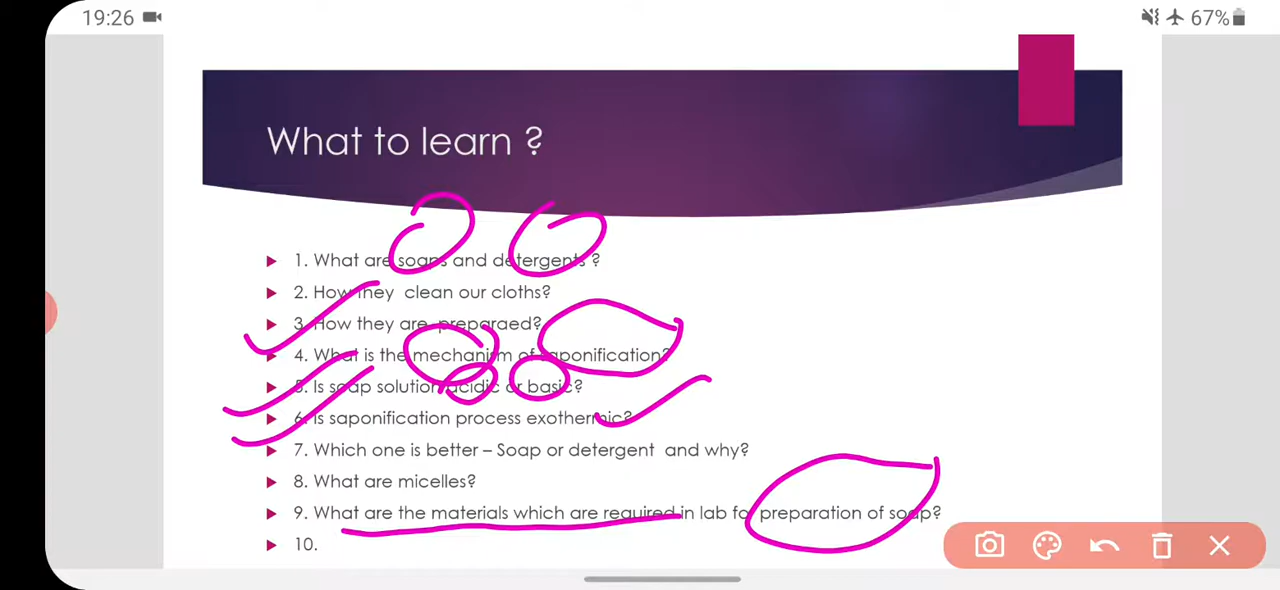 19:26
67%
What to learn ?
1. What are soaps and detergents ?
2. How they clean our cloths?
3. How they are preparaed?
4. What is the mechanism of saponification?
5. Is soap solution acidic or basic?
6. Is saponification process exothermic?
7. Which one is better – Soap or detergent and why?
8. What are micelles?
9. What are the materials which are required in lab for preparation of soap?
10.